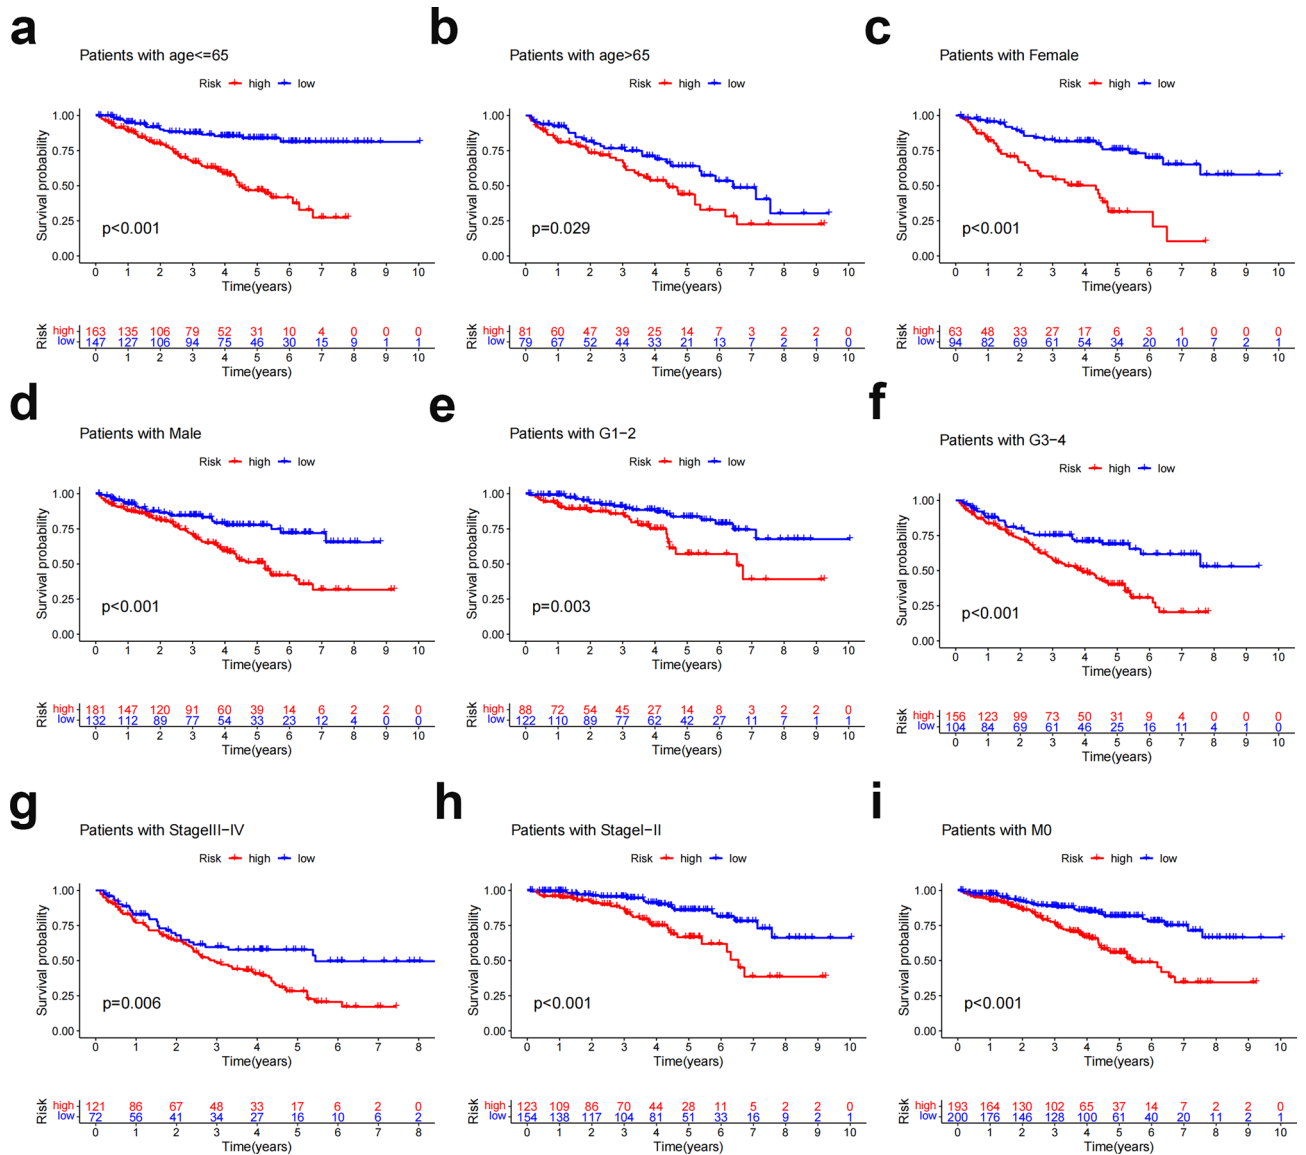 a
Patients with age<=65
Risk high low
Survival probability
1.00
0.75
0.50
0.25
0.00
p<0.001
0 1 2 3 4 5 6 7 8 9 10
Time(years)
Risk
high 163 135 106 79 52 31 10 4 0 0 0
low 147 127 106 94 75 46 30 15 9 1 1
0 1 2 3 4 5 6 7 8 9 10
Time(years)
b
Patients with age>65
Risk high low
Survival probability
1.00
0.75
0.50
0.25
0.00
p=0.029
0 1 2 3 4 5 6 7 8 9 10
Time(years)
Risk
high 81 60 47 39 25 14 7 3 2 2 0
low 79 67 52 44 33 21 13 7 2 1 0
0 1 2 3 4 5 6 7 8 9 10
Time(years)
c
Patients with Female
Risk high low
Survival probability
1.00
0.75
0.50
0.25
0.00
p<0.001
0 1 2 3 4 5 6 7 8 9 10
Time(years)
Risk
high 63 48 33 27 17 6 3 1 0 0 0
low 94 82 69 61 54 34 20 10 7 2 1
0 1 2 3 4 5 6 7 8 9 10
Time(years)
d
Patients with Male
Risk high low
Survival probability
1.00
0.75
0.50
0.25
0.00
p<0.001
0 1 2 3 4 5 6 7 8 9 10
Time(years)
Risk
high 181 147 120 91 60 39 14 6 2 2 0
low 132 112 89 77 54 33 23 12 4 0 0
0 1 2 3 4 5 6 7 8 9 10
Time(years)
e
Patients with G1−2
Risk high low
Survival probability
1.00
0.75
0.50
0.25
0.00
p=0.003
0 1 2 3 4 5 6 7 8 9 10
Time(years)
Risk
high 88 72 54 45 27 14 8 3 2 2 0
low 122 110 89 77 62 42 27 11 7 1 1
0 1 2 3 4 5 6 7 8 9 10
Time(years)
f
Patients with G3−4
Risk high low
Survival probability
1.00
0.75
0.50
0.25
0.00
p<0.001
0 1 2 3 4 5 6 7 8 9 10
Time(years)
Risk
high 156 123 99 73 50 31 9 4 0 0 0
low 104 84 69 61 46 25 16 11 4 1 0
0 1 2 3 4 5 6 7 8 9 10
Time(years)
g
Patients with StageIII−IV
Risk high low
Survival probability
1.00
0.75
0.50
0.25
0.00
p=0.006
0 1 2 3 4 5 6 7 8
Time(years)
Risk
high 121 86 67 48 33 17 6 2 0
low 72 56 41 34 27 16 10 6 2
0 1 2 3 4 5 6 7 8
Time(years)
h
Patients with StageI−II
Risk high low
Survival probability
1.00
0.75
0.50
0.25
0.00
p<0.001
0 1 2 3 4 5 6 7 8 9 10
Time(years)
Risk
high 123 109 86 70 44 28 11 5 2 2 0
low 154 138 117 104 81 51 33 16 9 2 1
0 1 2 3 4 5 6 7 8 9 10
Time(years)
i
Patients with M0
Risk high low
Survival probability
1.00
0.75
0.50
0.25
0.00
p<0.001
0 1 2 3 4 5 6 7 8 9 10
Time(years)
Risk
high 193 164 130 102 65 37 14 7 2 2 0
low 200 176 146 128 100 61 40 20 11 2 1
0 1 2 3 4 5 6 7 8 9 10
Time(years)